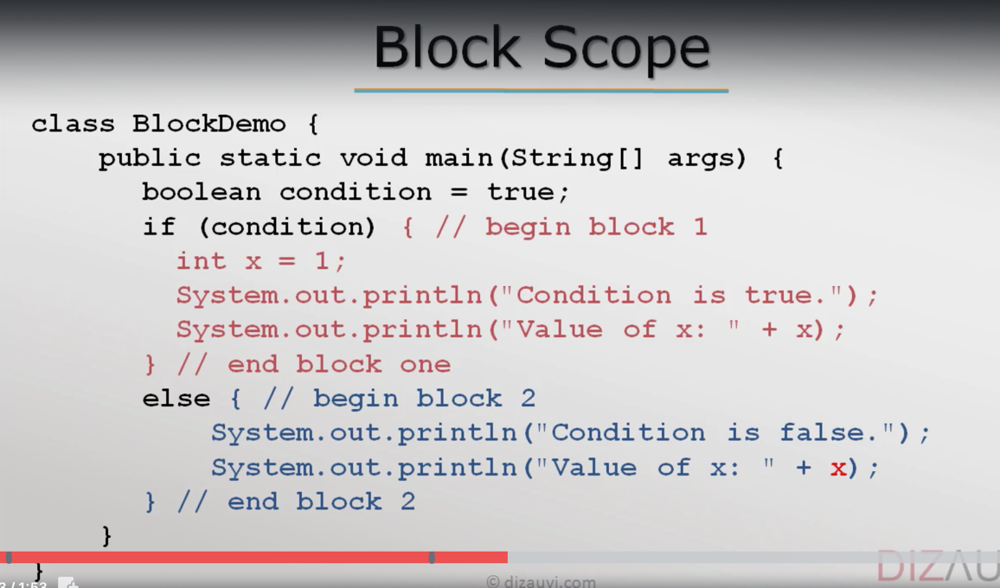 Block Scope
class BlockDemo {
public static void main(String[] args) {
boolean condition = true;
if (condition) { // begin block 1
int x = 1;
System.out.println("Condition is true.");
System.out.println("Value of x: " + x);
} // end block one
else { // begin block 2
System.out.println("Condition is false.");
System.out.println("Value of x: " + x);
} // end block 2
}
}
DIZAU
3 / 1:53
© dizauvi.com